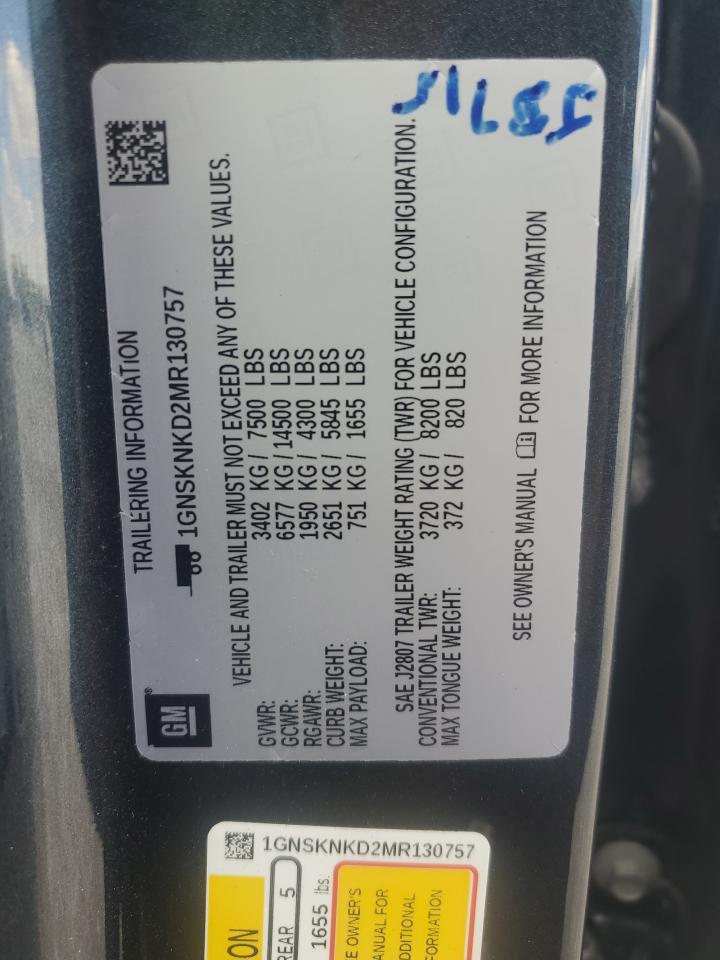 TRAILERING INFORMATION
GM®
1GNSKNKD2MR130757
VEHICLE AND TRAILER MUST NOT EXCEED ANY OF THESE VALUES.
GVWR: 3402 KG / 7500 LBS
GCWR: 6577 KG / 14500 LBS
RGAWR: 1950 KG / 4300 LBS
CURB WEIGHT: 2651 KG / 5845 LBS
MAX PAYLOAD: 751 KG / 1655 LBS
SAE J2807 TRAILER WEIGHT RATING (TWR) FOR VEHICLE CONFIGURATION.
CONVENTIONAL TWR: 3720 KG / 8200 LBS
MAX TONGUE WEIGHT: 372 KG / 820 LBS
SEE OWNER'S MANUAL FOR MORE INFORMATION
1GNSKNKD2MR130757
ON
REAR 5
1655 lbs.
E OWNER'S
ANUAL FOR
DDITIONAL
FORMATION